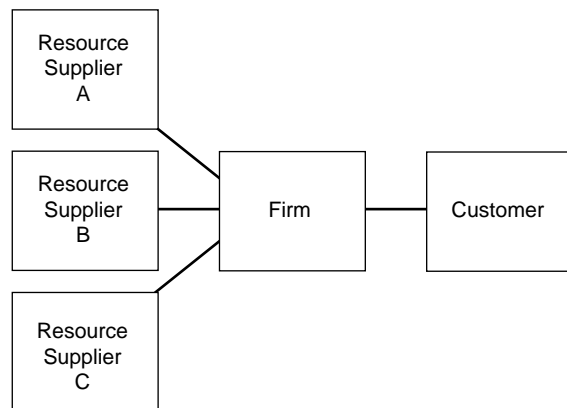 Resource
Supplier
A
Resource
Supplier
B
Firm
Customer
Resource
Supplier
C